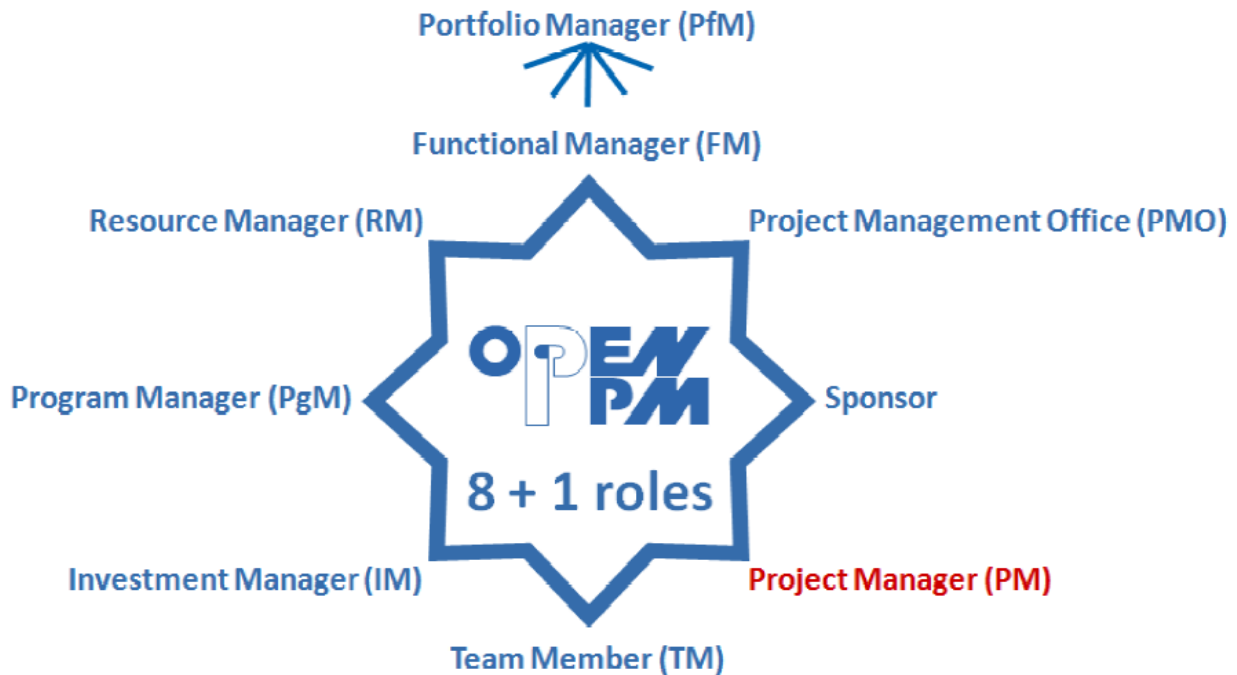 Portfolio Manager (PfM)
Functional Manager (FM)
Resource Manager (RM)
Project Management Office (PMO)
OPEN
PM
Program Manager (PgM)
Sponsor
8 + 1 roles
Investment Manager (IM)
Project Manager (PM)
Team Member (TM)